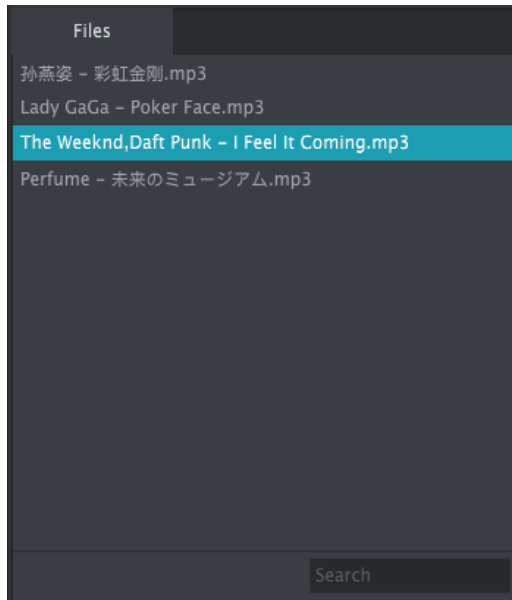 Files
孙燕姿 – 彩虹金刚.mp3
Lady GaGa – Poker Face.mp3
The Weeknd,Daft Punk – I Feel It Coming.mp3
Perfume – 未来のミュージアム.mp3
Search